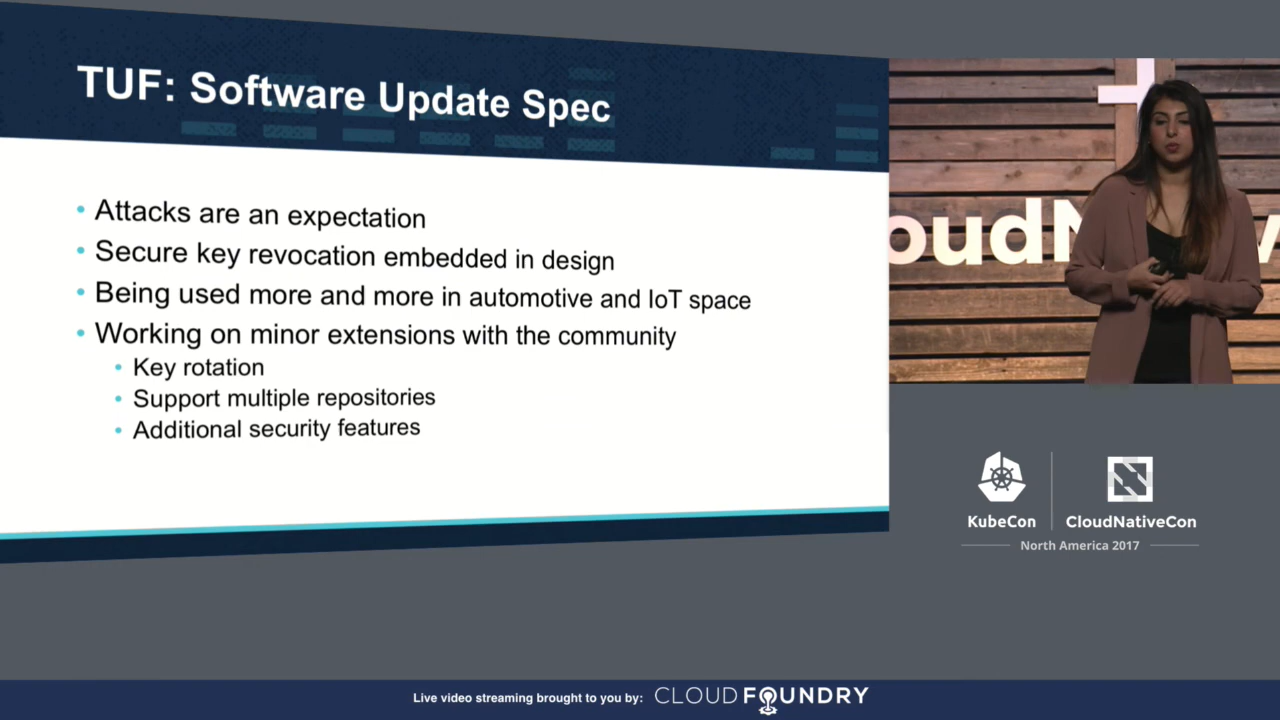 TUF: Software Update Spec
• Attacks are an expectation
• Secure key revocation embedded in design
• Being used more and more in automotive and IoT space
• Working on minor extensions with the community
• Key rotation
• Support multiple repositories
• Additional security features
oudN
KubeCon
CloudNativeCon
North America 2017
Live video streaming brought to you by: CLOUD FOUNDRY